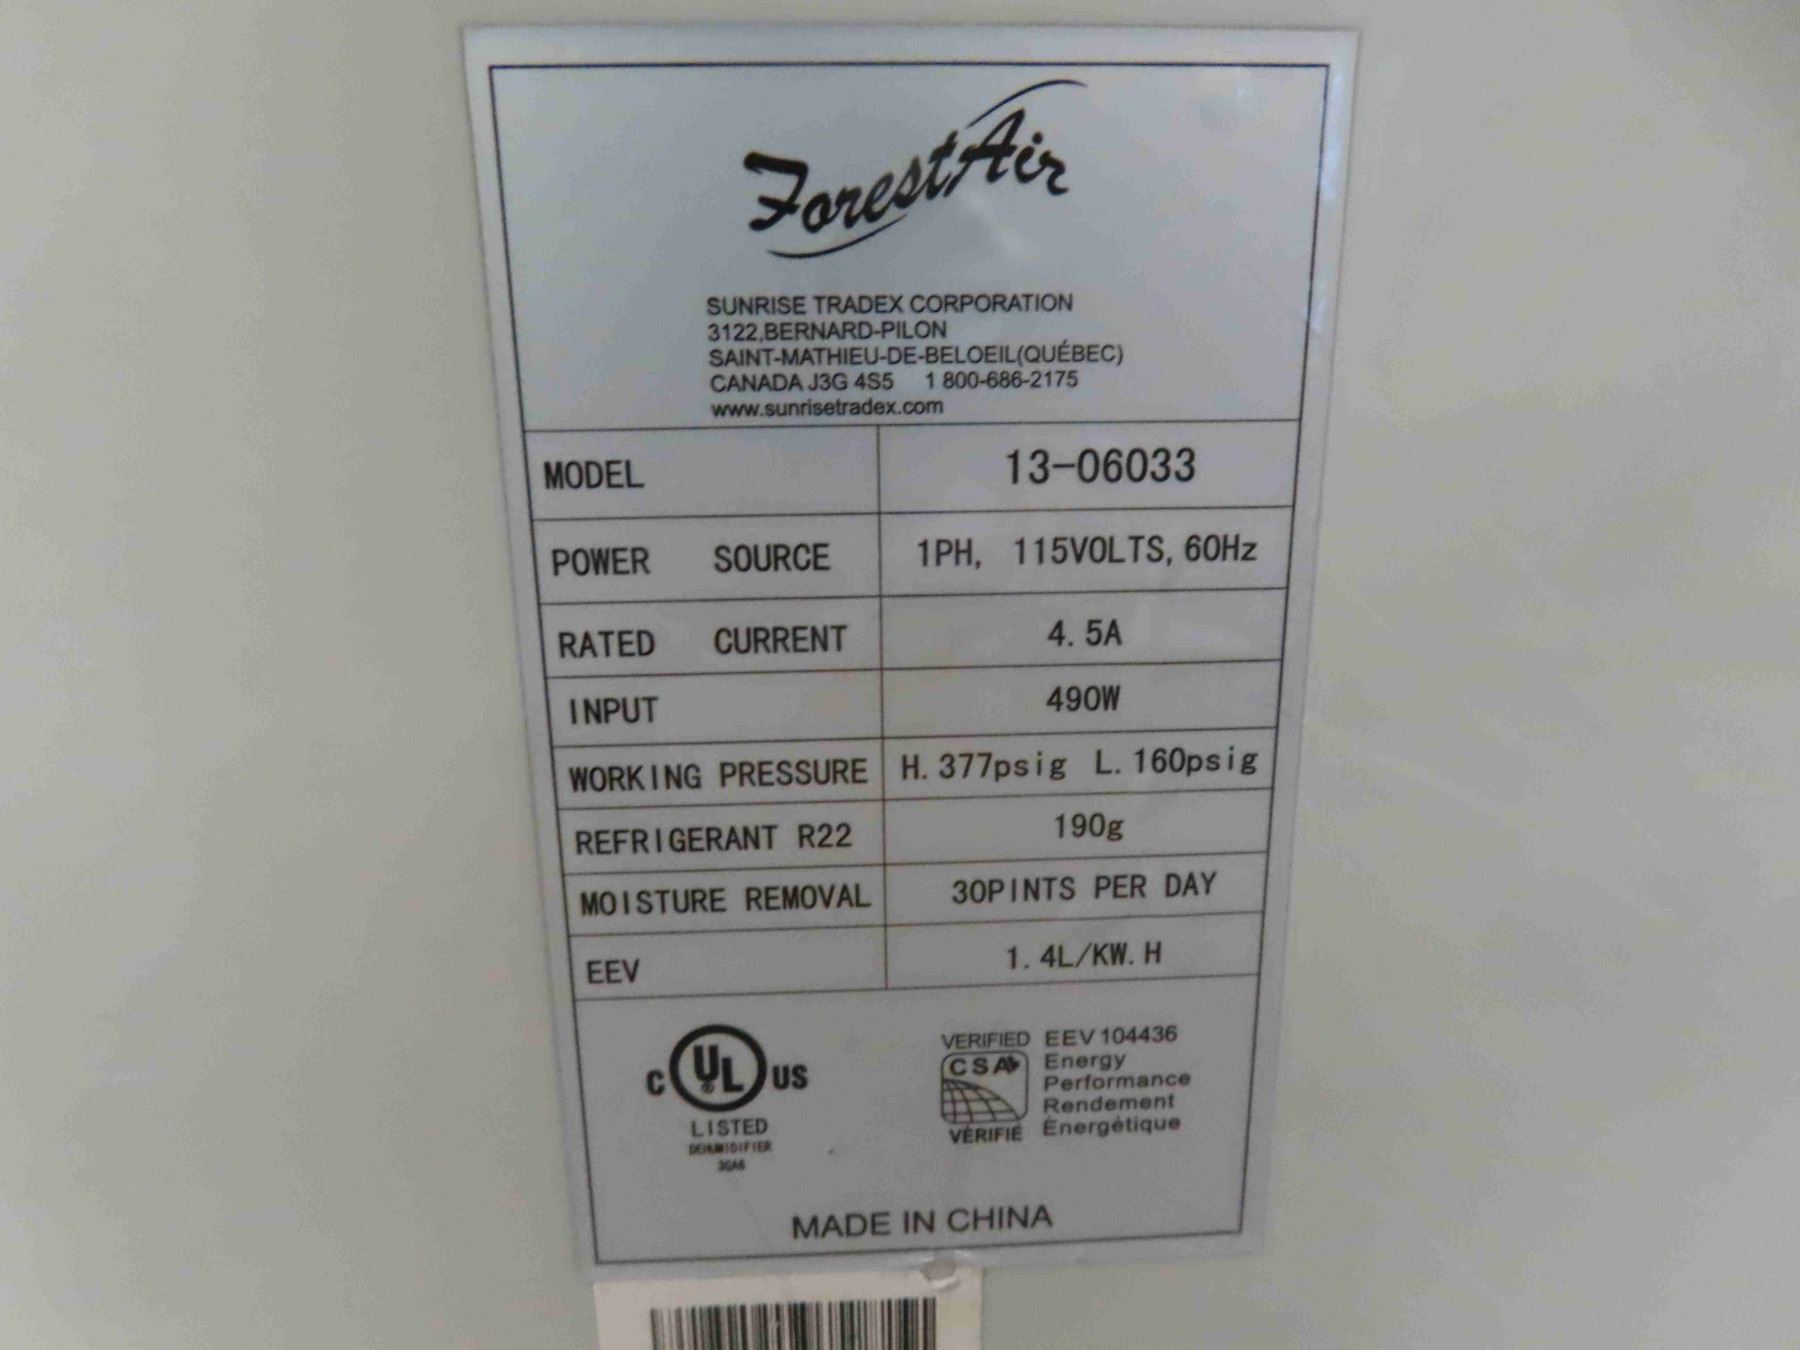 ForestAir
SUNRISE TRADEX CORPORATION
3122,BERNARD-PILON
SAINT-MATHIEU-DE-BELOEIL(QUÉBEC)
CANADA J3G 4S5 1 800-686-2175
www.sunrisetradex.com
MODEL 13-06033
POWER SOURCE 1PH, 115VOLTS, 60Hz
RATED CURRENT 4.5A
INPUT 490W
WORKING PRESSURE H.377psig L.160psig
REFRIGERANT R22 190g
MOISTURE REMOVAL 30PINTS PER DAY
EEV 1.4L/KW.H
C UL® US
LISTED
DEHUMIDIFIER
VERIFIED EEV 104436
CSA Energy
Performance
Rendement
VÉRIFIÉ Énergétique
MADE IN CHINA